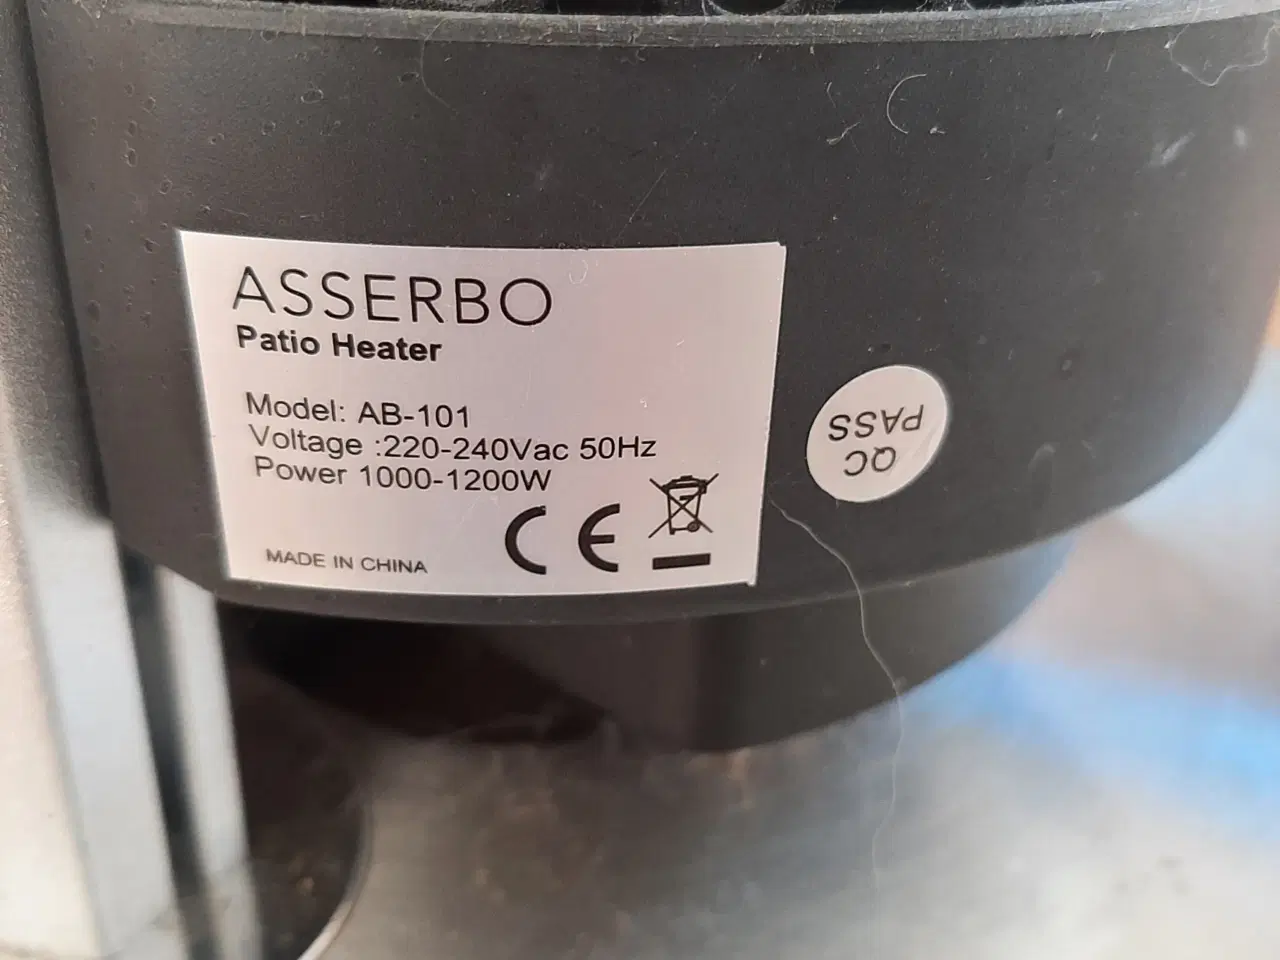 ASSERBO
Patio Heater
Model: AB-101
Voltage :220-240Vac 50Hz
Power 1000-1200W
CE
MADE IN CHINA
QC
PASS